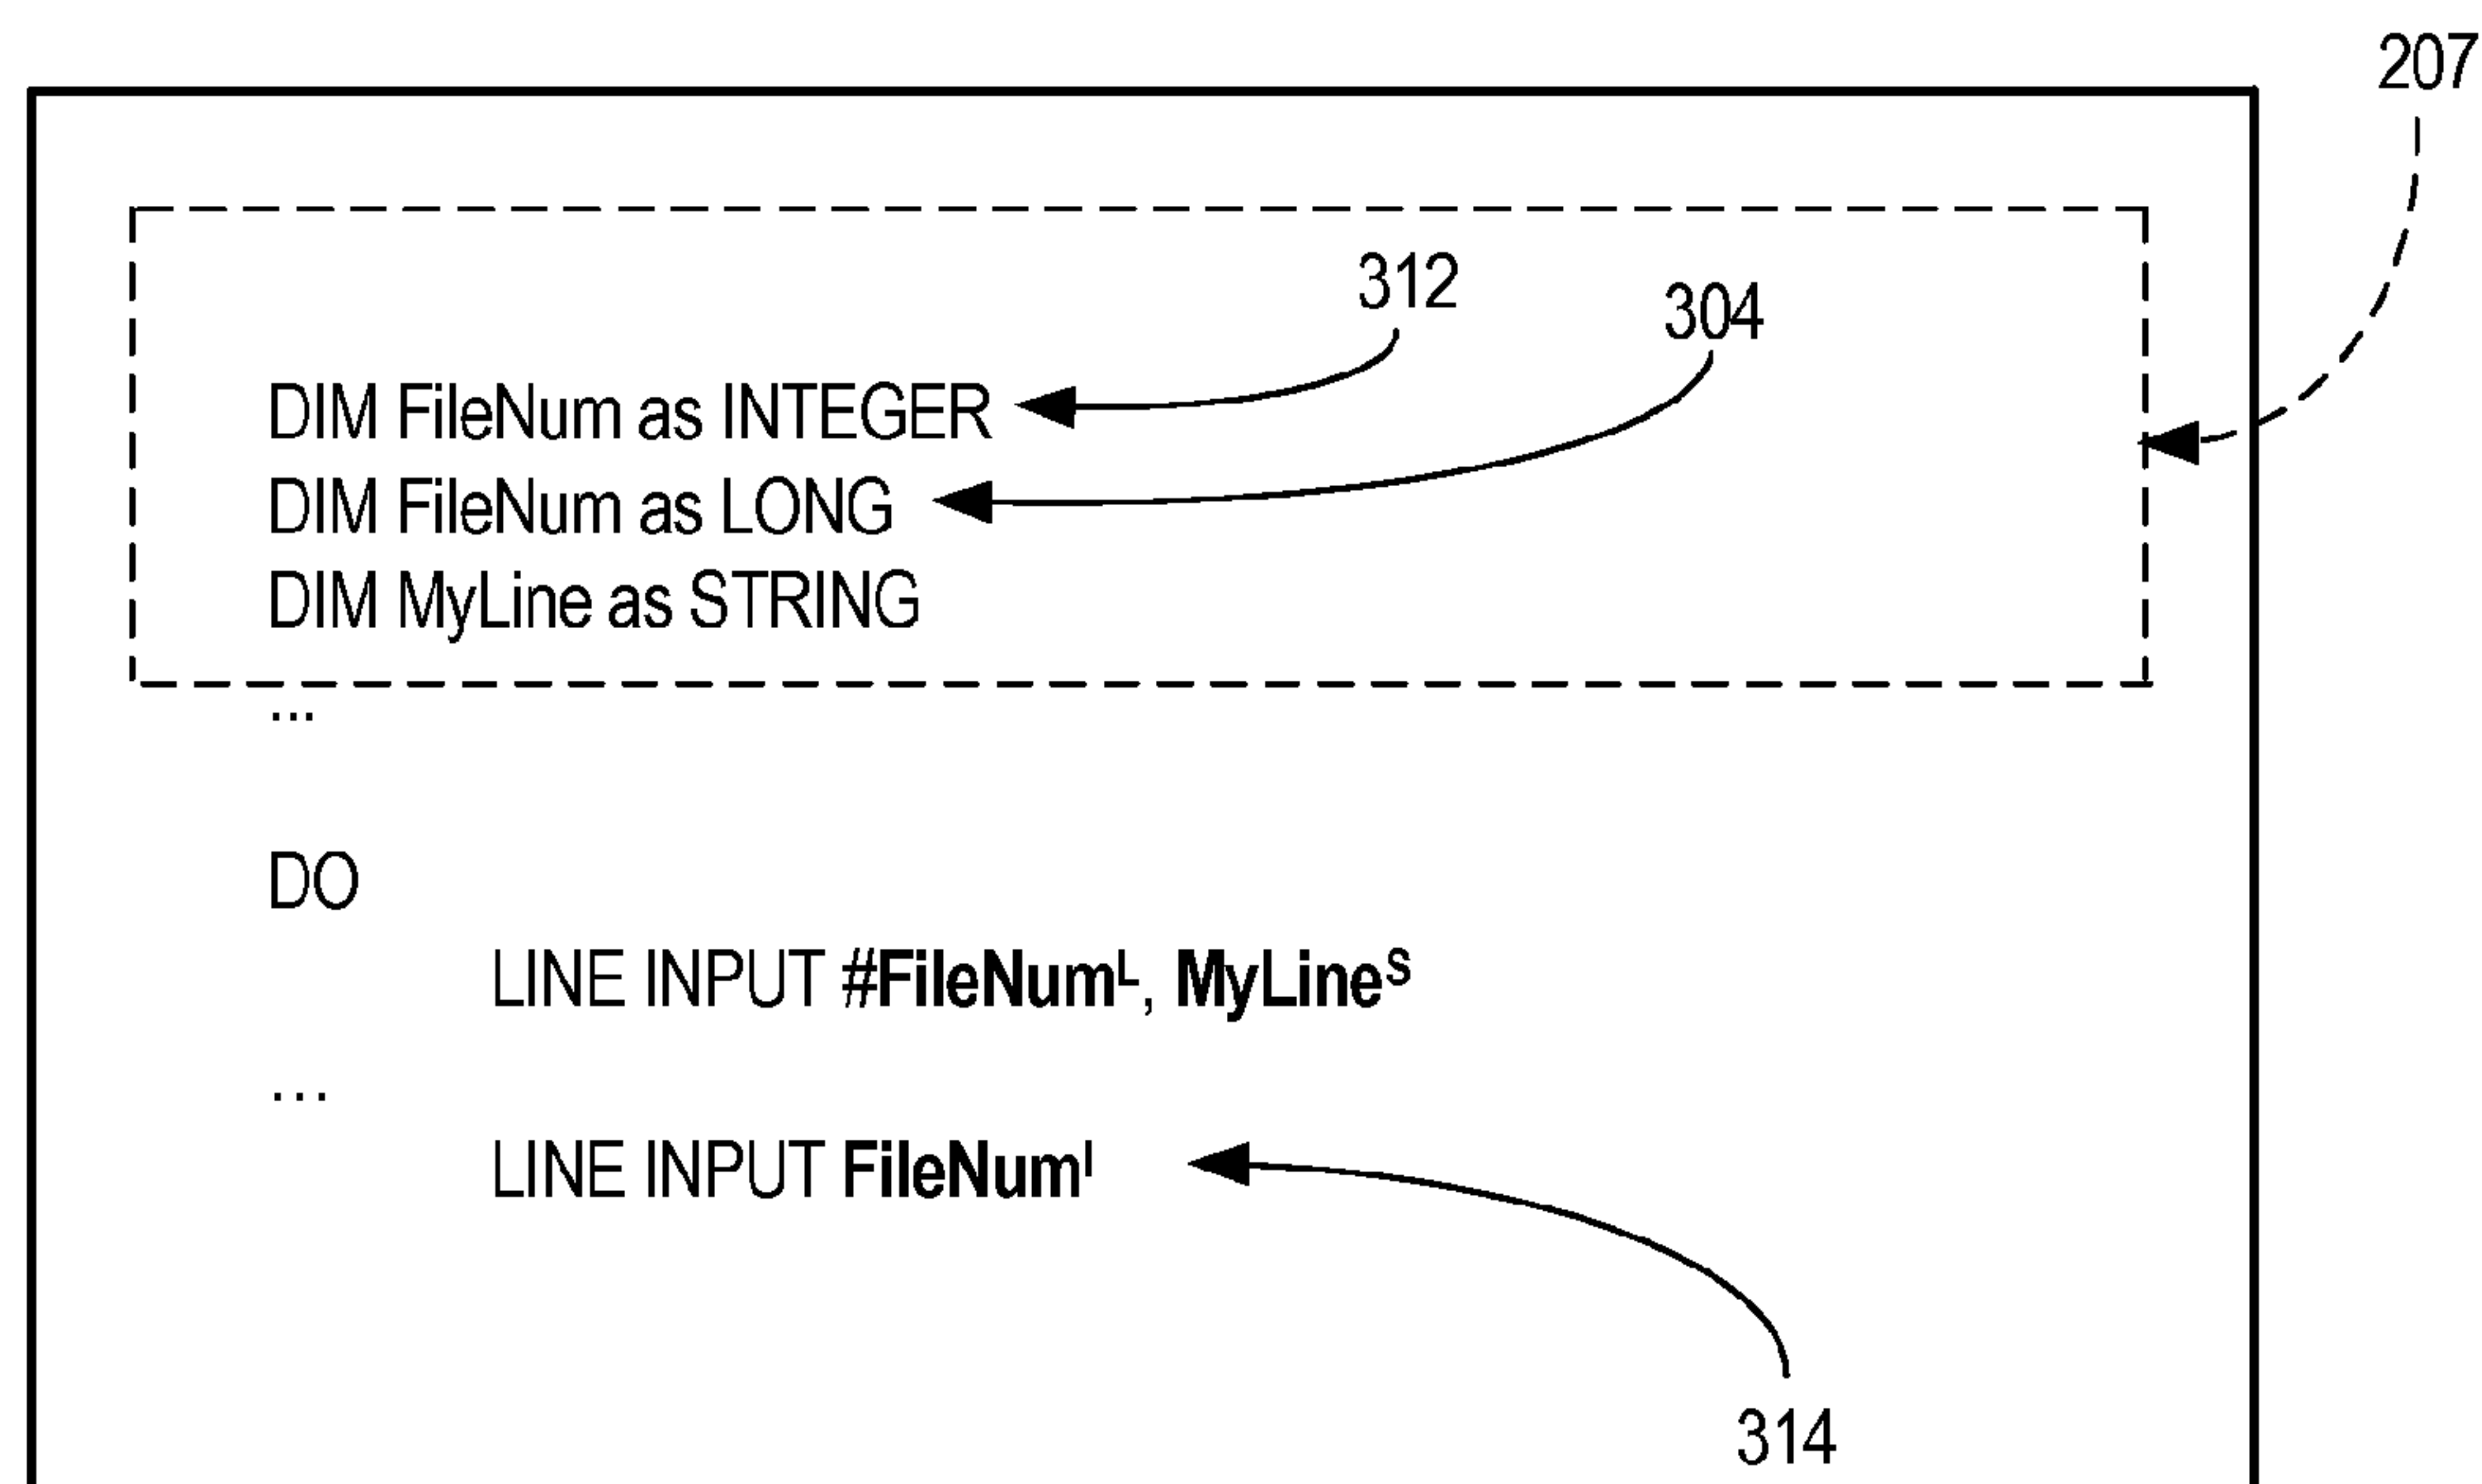 207
312
304
DIM FileNum as INTEGER
DIM FileNum as LONG
DIM MyLine as STRING
...
DO
LINE INPUT #FileNumᴸ, MyLineˢ
...
LINE INPUT FileNumᴵ
314